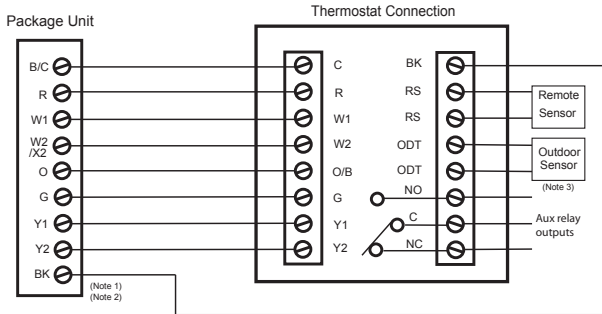 Package Unit
Thermostat Connection
B/C
R
W1
W2
/X2
O
G
Y1
Y2
BK
(Note 1)
(Note 2)
C
R
W1
W2
O/B
G
Y1
Y2
BK
RS
RS
ODT
ODT
NO
C
NC
Remote
Sensor
Outdoor
Sensor
(Note 3)
Aux relay
outputs